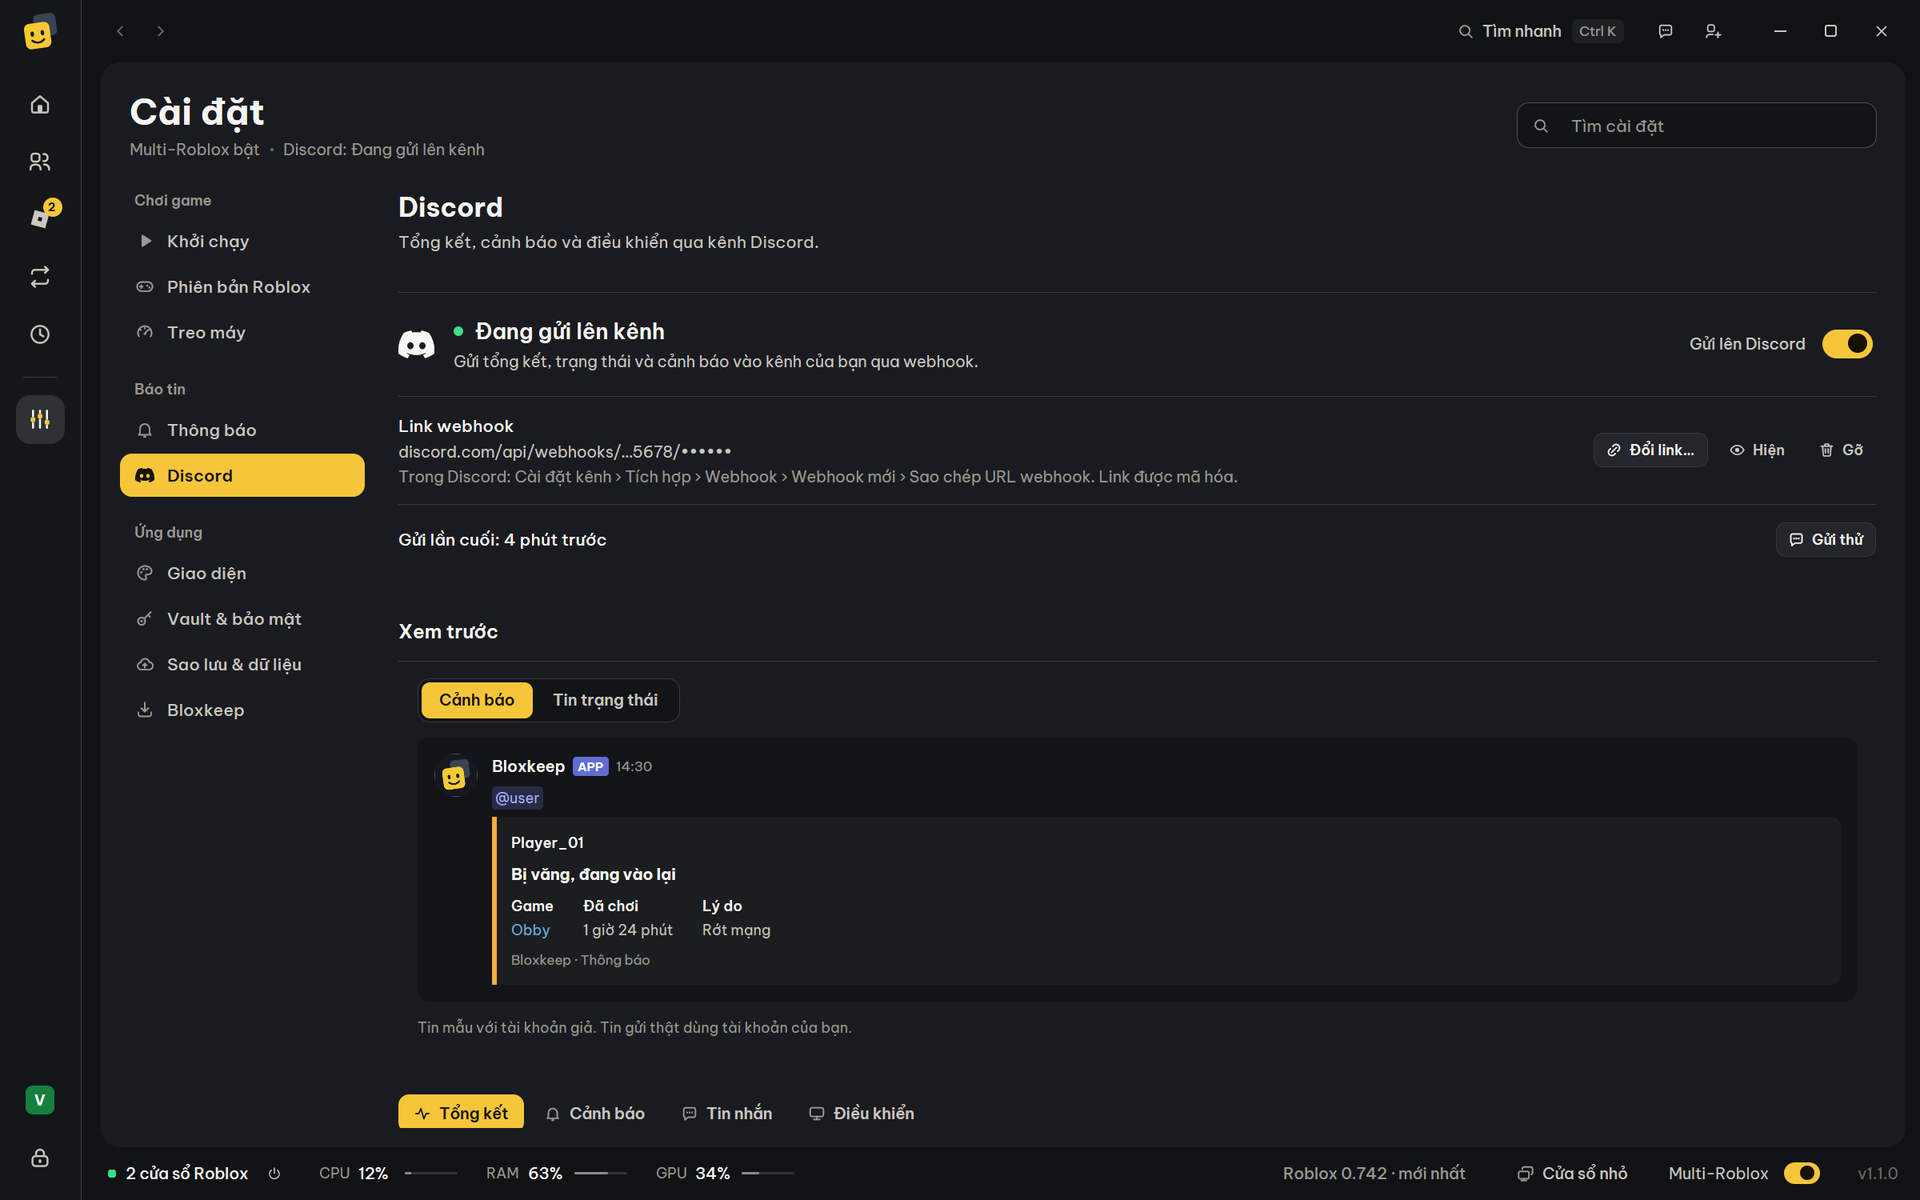 Tìm nhanh Ctrl K
Cài đặt
Multi-Roblox bật • Discord: Đang gửi lên kênh
Tìm cài đặt
2
Chơi game
Khởi chạy
Phiên bản Roblox
Treo máy
Báo tin
Thông báo
Discord
Ứng dụng
Giao diện
Vault & bảo mật
Sao lưu & dữ liệu
Bloxkeep
Discord
Tổng kết, cảnh báo và điều khiển qua kênh Discord.
Đang gửi lên kênh
Gửi tổng kết, trạng thái và cảnh báo vào kênh của bạn qua webhook.
Gửi lên Discord
Link webhook
discord.com/api/webhooks/...5678/••••••
Trong Discord: Cài đặt kênh › Tích hợp › Webhook › Webhook mới › Sao chép URL webhook. Link được mã hóa.
Đổi link... Hiện Gỡ
Gửi lần cuối: 4 phút trước
Gửi thử
Xem trước
Cảnh báo Tin trạng thái
Bloxkeep APP 14:30
@user
Player_01
Bị văng, đang vào lại
Game Đã chơi Lý do
Obby 1 giờ 24 phút Rớt mạng
Bloxkeep · Thông báo
Tin mẫu với tài khoản giả. Tin gửi thật dùng tài khoản của bạn.
Tổng kết Cảnh báo Tin nhắn Điều khiển
V
2 cửa sổ Roblox CPU 12% RAM 63% GPU 34% Roblox 0.742 · mới nhất Cửa sổ nhỏ Multi-Roblox v1.1.0